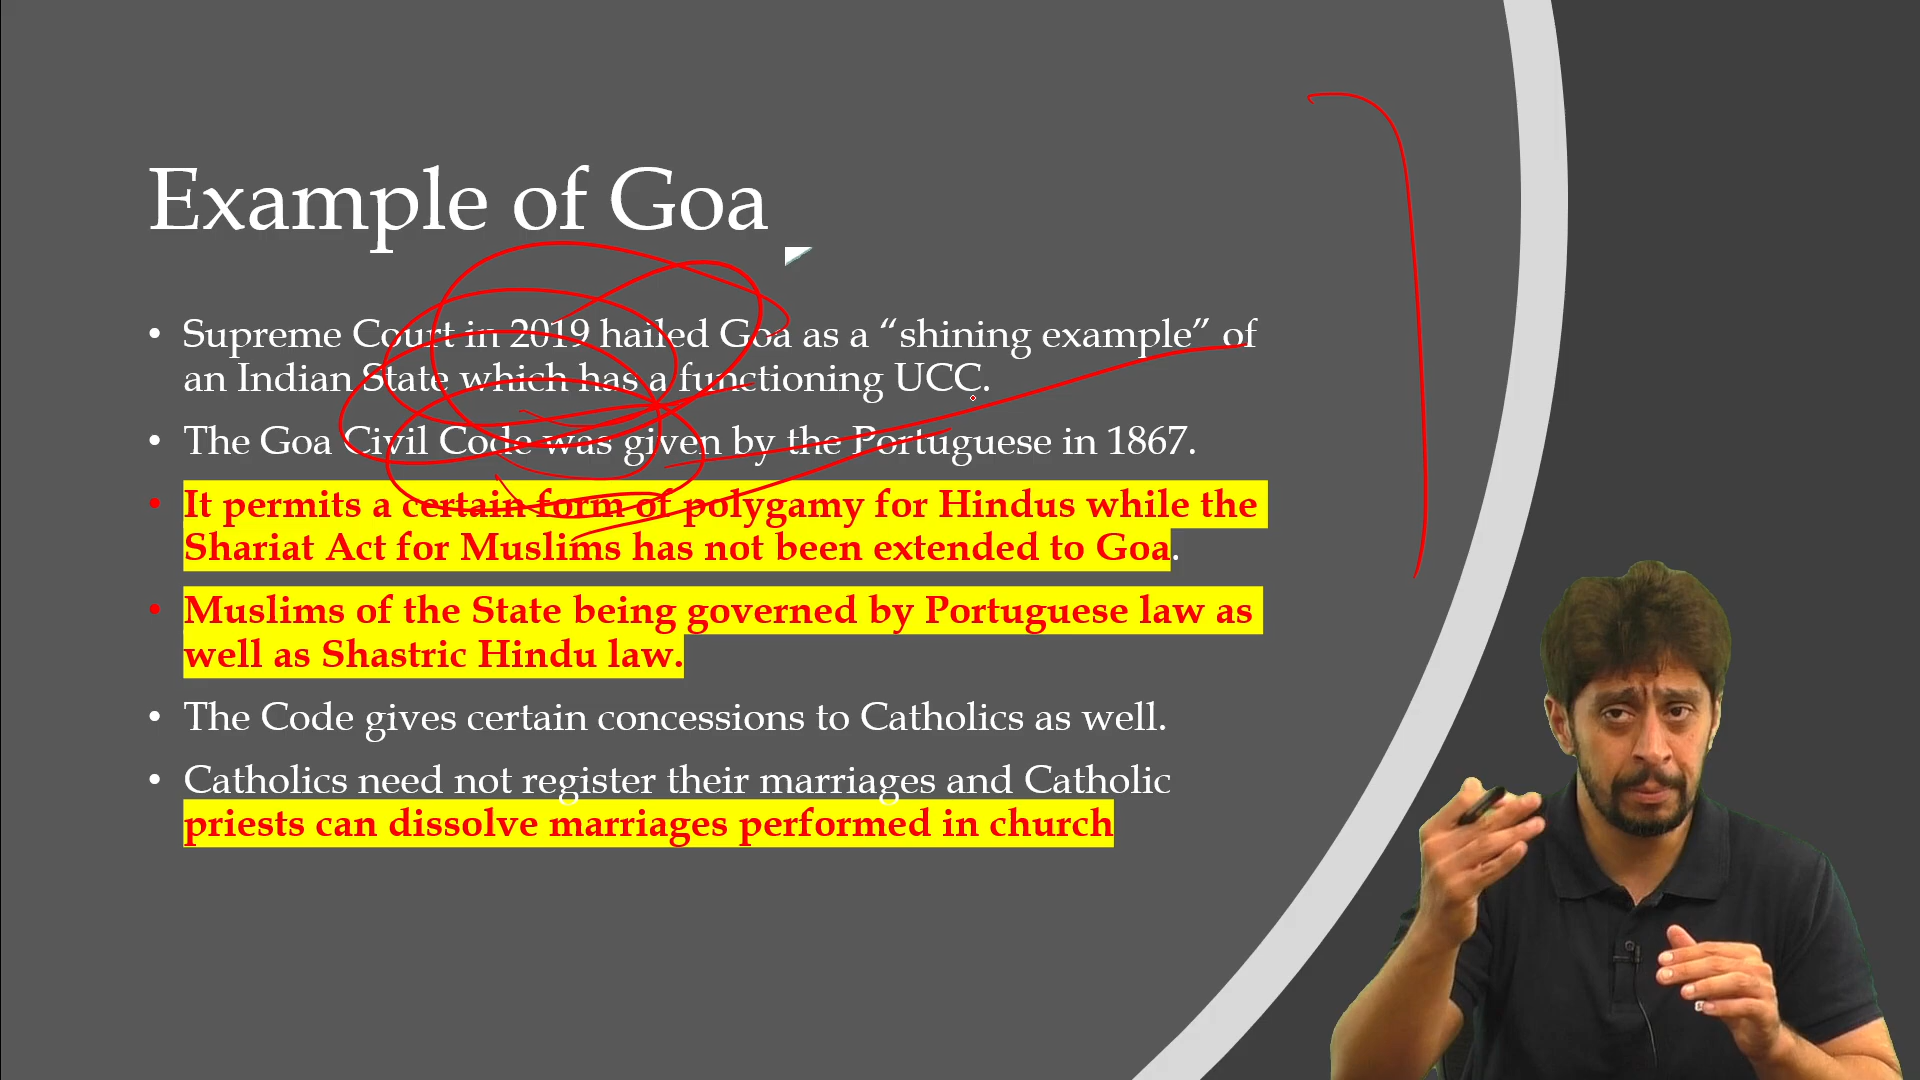 Example of Goa
• Supreme Court in 2019 hailed Goa as a “shining example” of
an Indian State which has a functioning UCC.
• The Goa Civil Code was given by the Portuguese in 1867.
• It permits a certain form of polygamy for Hindus while the
Shariat Act for Muslims has not been extended to Goa.
• Muslims of the State being governed by Portuguese law as
well as Shastric Hindu law.
• The Code gives certain concessions to Catholics as well.
• Catholics need not register their marriages and Catholic
priests can dissolve marriages performed in church